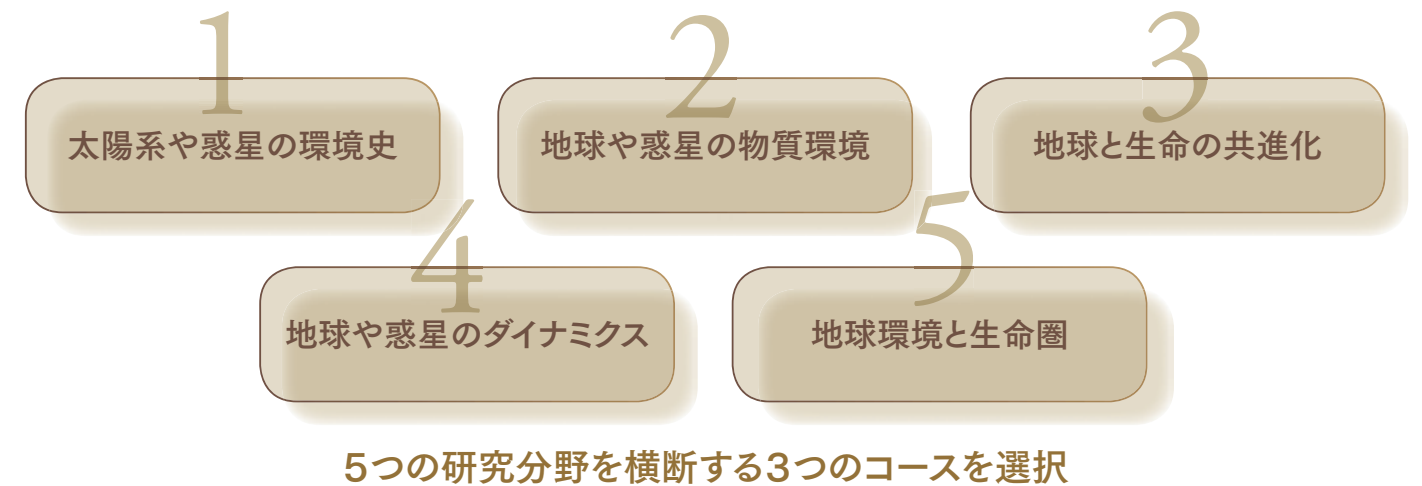 1
太陽系や惑星の環境史
2
地球や惑星の物質環境
3
地球と生命の共進化
4
地球や惑星のダイナミクス
5
地球環境と生命圏
5つの研究分野を横断する3つのコースを選択